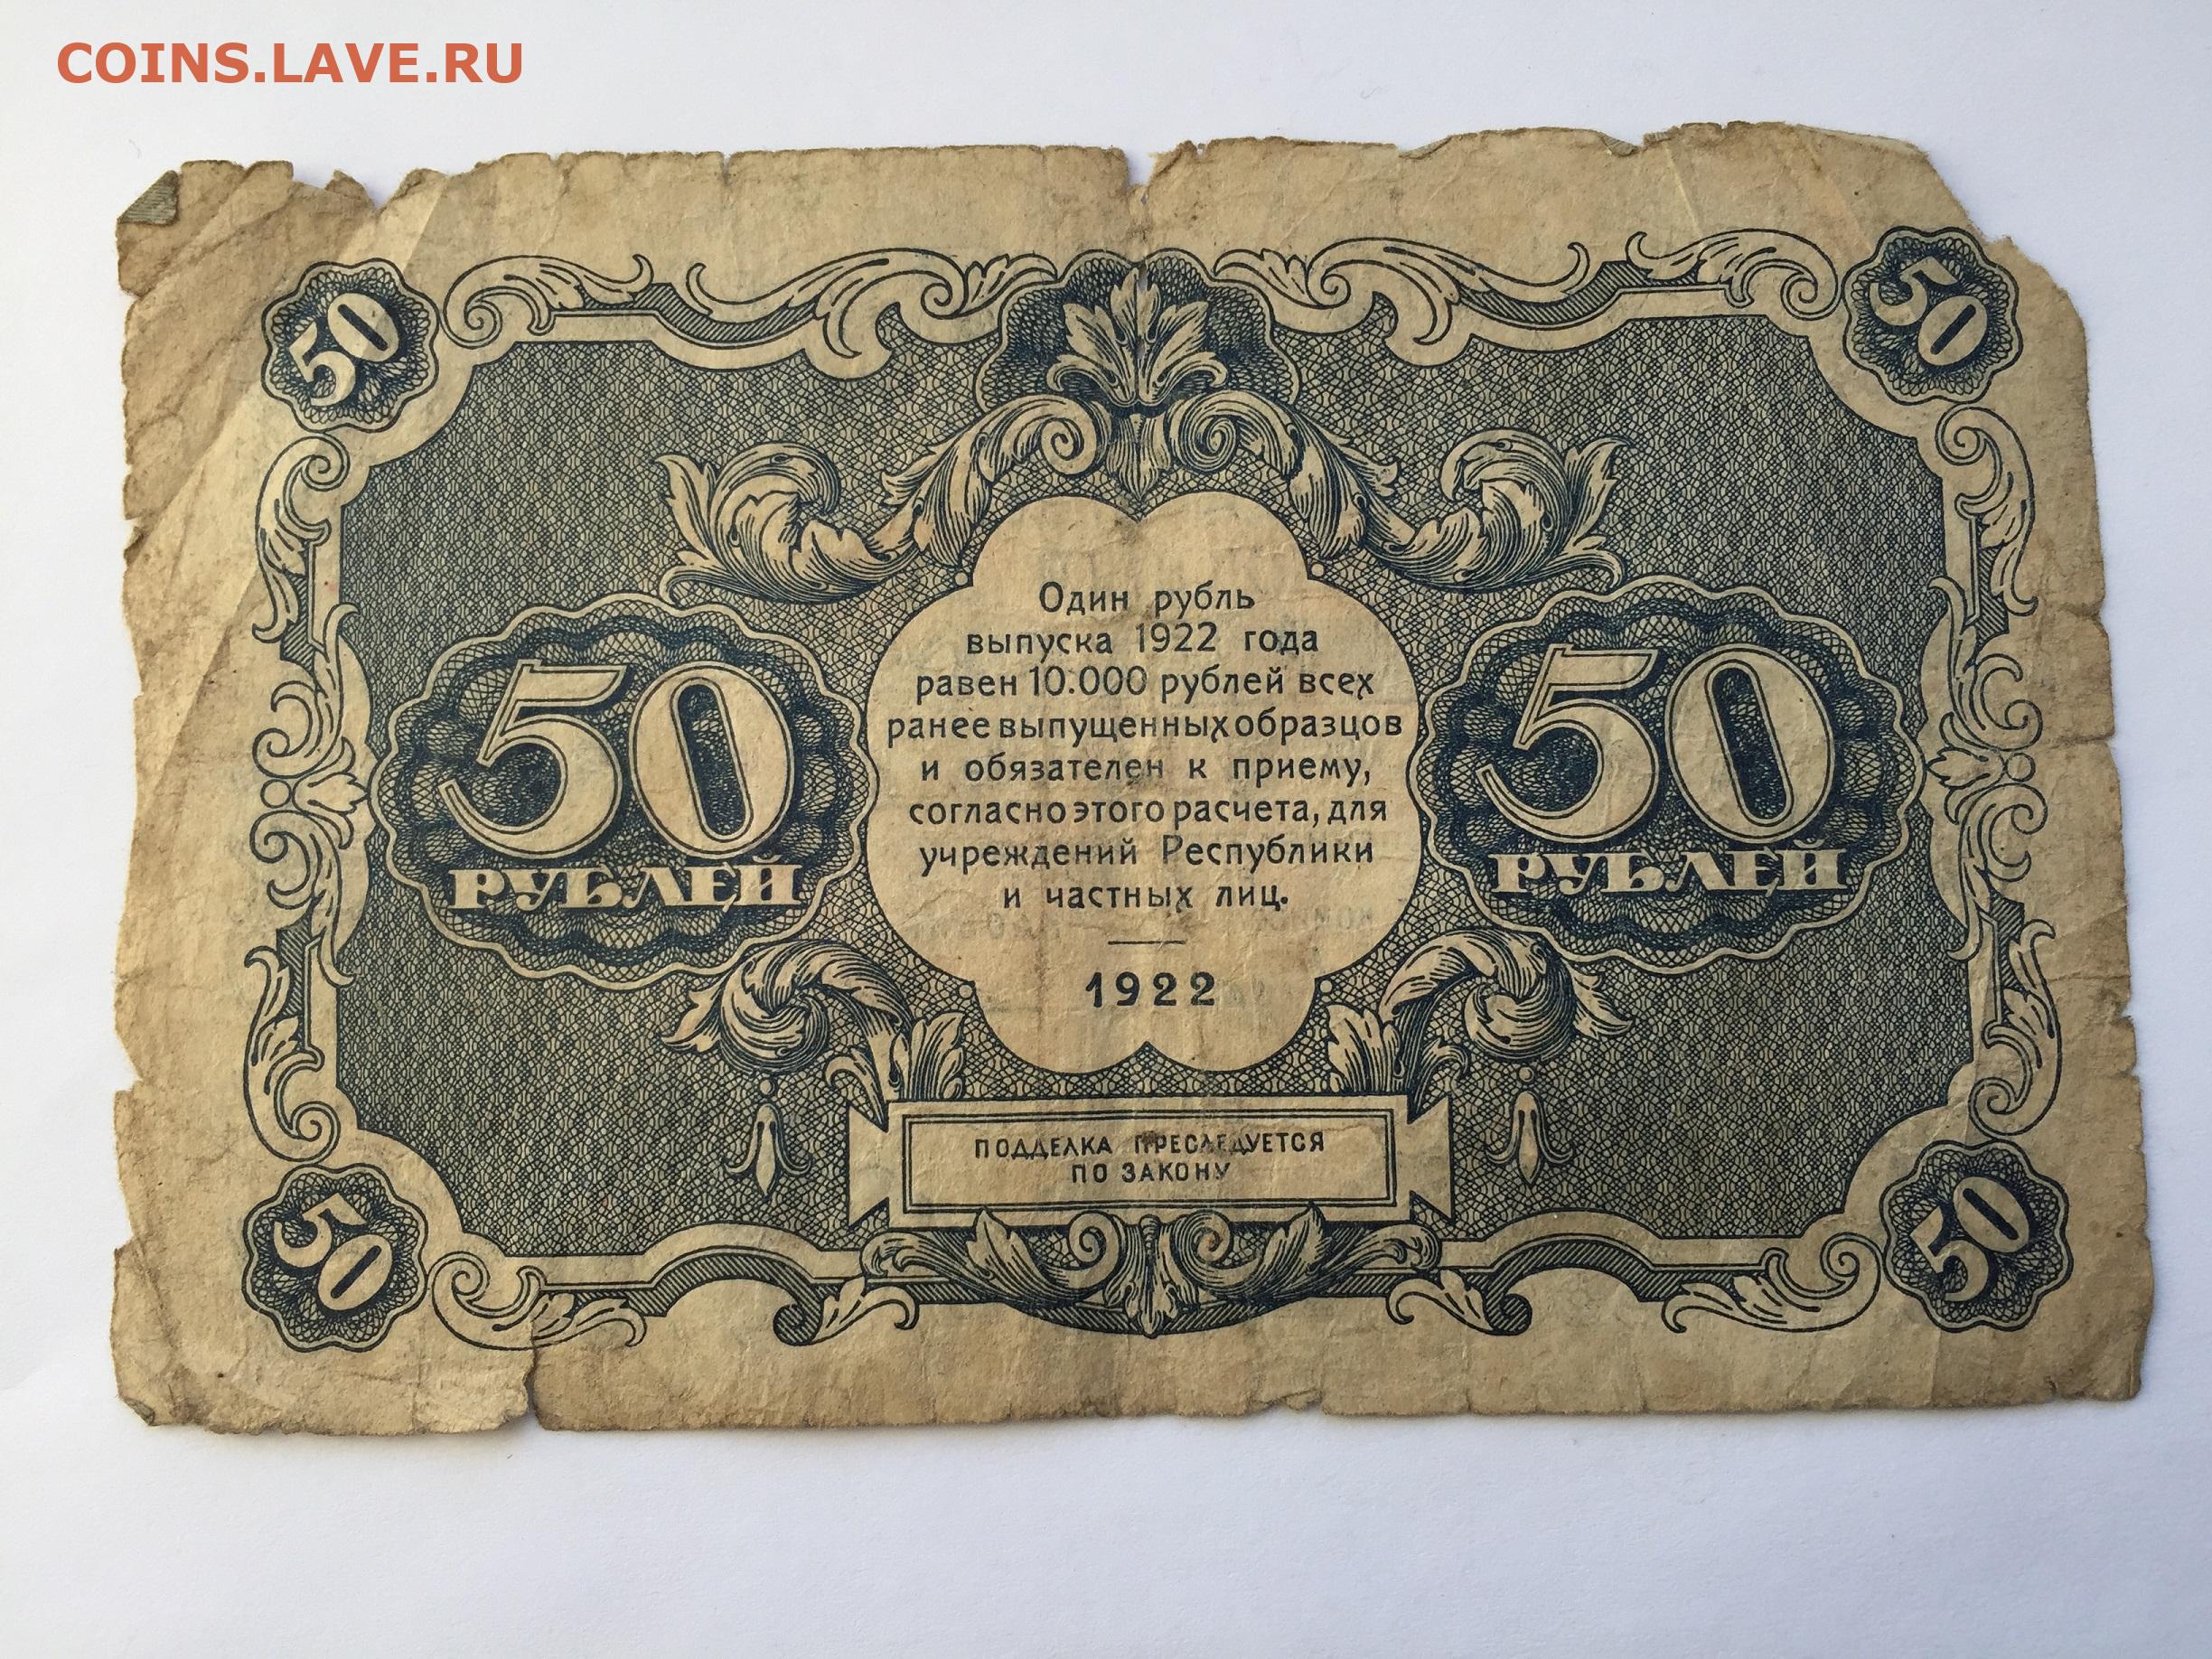 COINS.LAVE.RU
50
50
Один рубль
выпуска 1922 года
равен 10.000 рублей всех
ранее выпущенных образцов
и обязателен к приему,
согласно этого расчета, для
учреждений Республики
и частных лиц.
1922
50
РУБЛЕЙ
50
РУБЛЕЙ
ПОДДЕЛКА ПРЕСЛЕДУЕТСЯ
ПО ЗАКОНУ
50
50